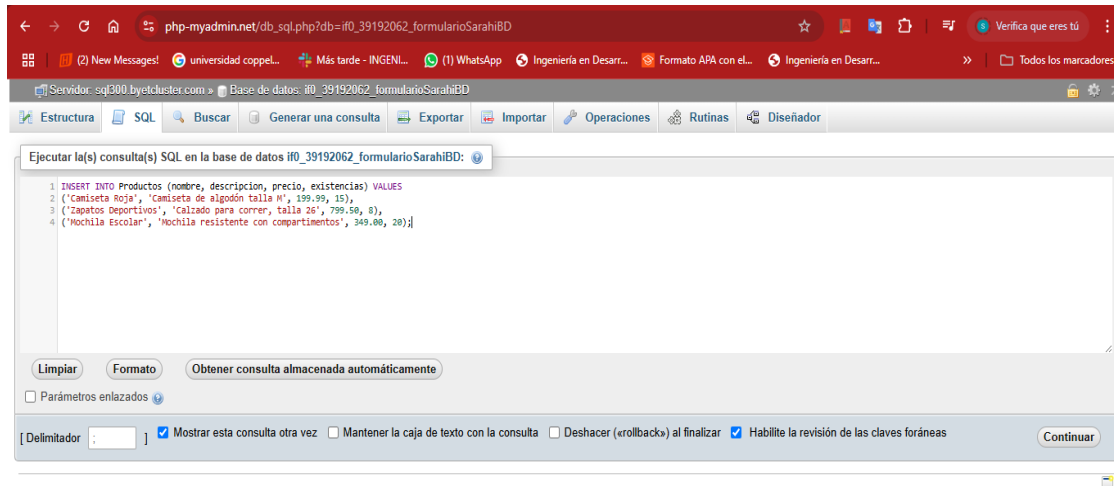 php-myadmin.net/db_sql.php?db=if0_39192062_formularioSarahiBD
s Verifica que eres tú
(2) New Messages! universidad coppel... Más tarde - INGENI... (1) WhatsApp Ingeniería en Desarr... Formato APA con el... Ingeniería en Desarr... » Todos los marcadores
Servidor: sql300.byetcluster.com » Base de datos: if0_39192062_formularioSarahiBD
Estructura SQL Buscar Generar una consulta Exportar Importar Operaciones Rutinas Diseñador
Ejecutar la(s) consulta(s) SQL en la base de datos if0_39192062_formularioSarahiBD:
1 INSERT INTO Productos (nombre, descripcion, precio, existencias) VALUES
2 ('Camiseta Roja', 'Camiseta de algodón talla M', 199.99, 15),
3 ('Zapatos Deportivos', 'Calzado para correr, talla 26', 799.50, 8),
4 ('Mochila Escolar', 'Mochila resistente con compartimentos', 349.00, 20);
Limpiar Formato Obtener consulta almacenada automáticamente
Parámetros enlazados
[ Delimitador ; ] Mostrar esta consulta otra vez Mantener la caja de texto con la consulta Deshacer («rollback») al finalizar Habilite la revisión de las claves foráneas Continuar